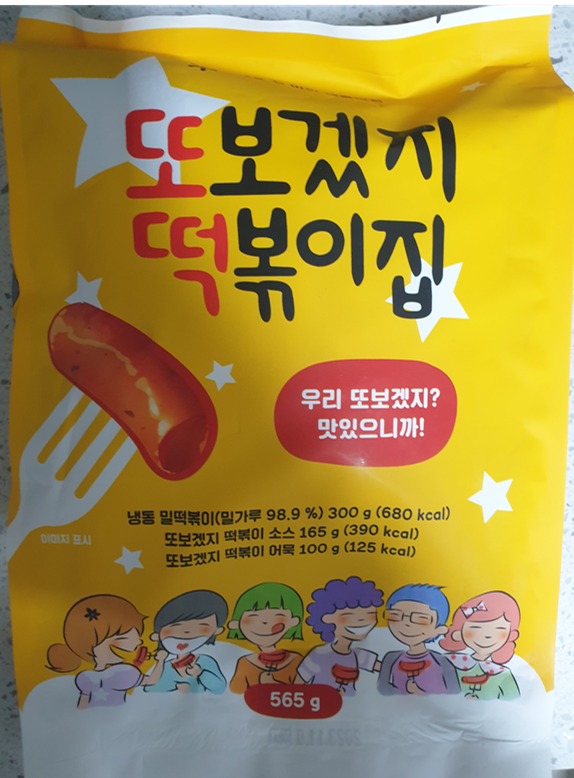 또보겠지
떡볶이집
우리 또보겠지?
맛있으니까!
냉동 밀떡볶이(밀가루 98.9 %) 300 g (680 kcal)
또보겠지 떡볶이 소스 165 g (390 kcal)
또보겠지 떡볶이 어묵 100 g (125 kcal)
이미지 표시
565 g